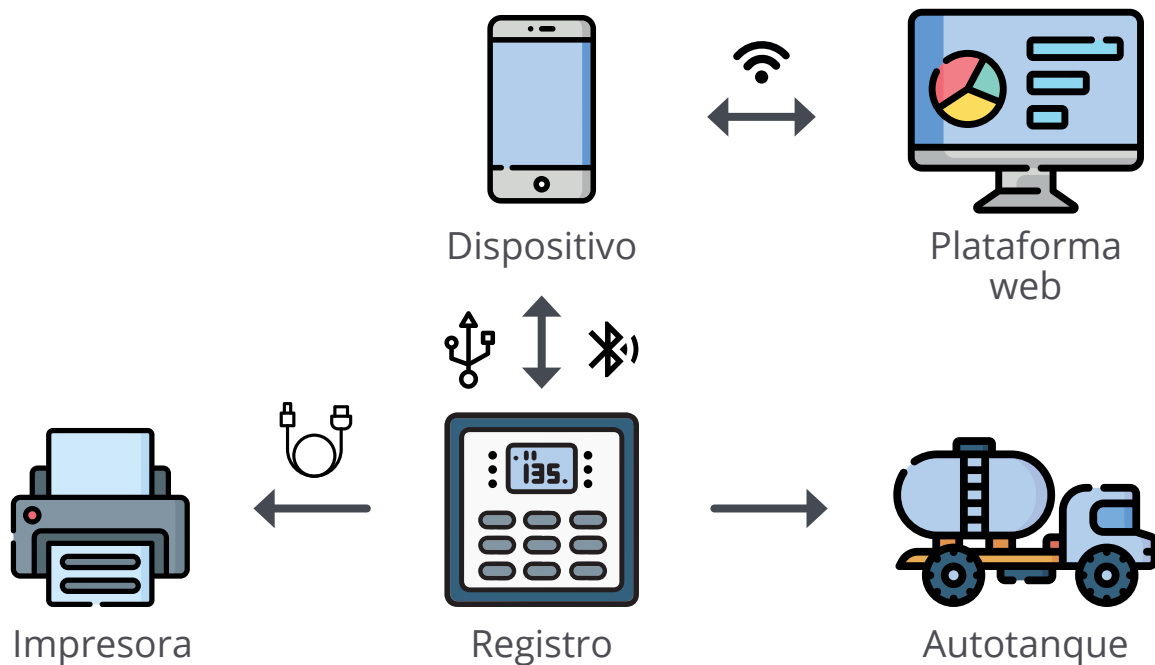 Dispositivo
Plataforma
web
135.
Impresora
Registro
Autotanque